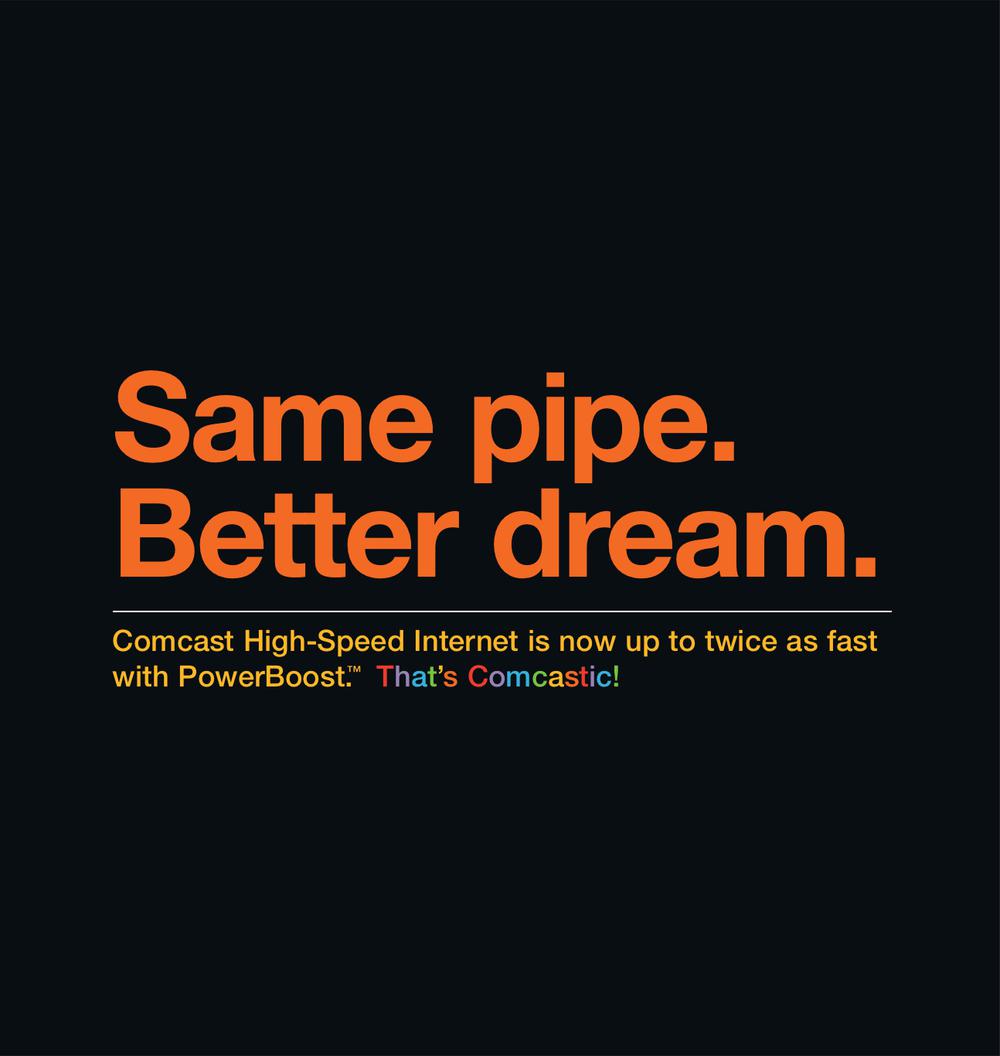 Same pipe.
Better dream.
Comcast High-Speed Internet is now up to twice as fast
with PowerBoost.™ That’s Comcastic!